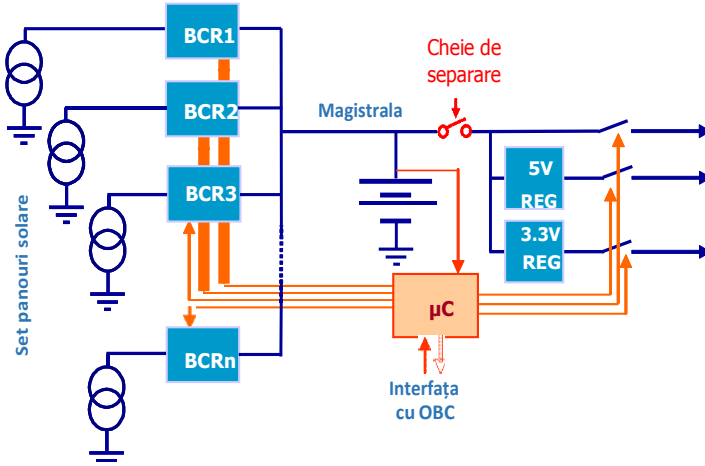 BCR1
BCR2
BCR3
BCRn
Set panouri solare
Magistrala
Cheie de
separare
5V
REG
3.3V
REG
µC
Interfața
cu OBC